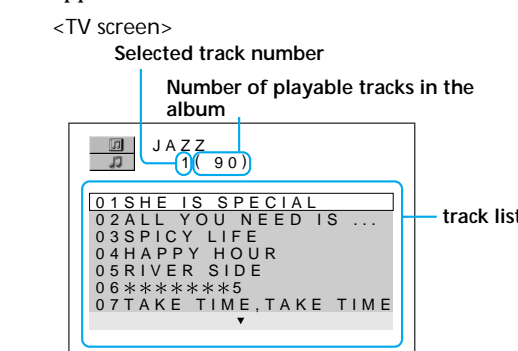 <TV screen>
Selected track number
Number of playable tracks in the
album
JAZZ
1( 90)
track list
01SHE IS SPECIAL
02ALL YOU NEED IS ...
03SPICY LIFE
04HAPPY HOUR
05RIVER SIDE
06*******5
07TAKE TIME,TAKE TIME